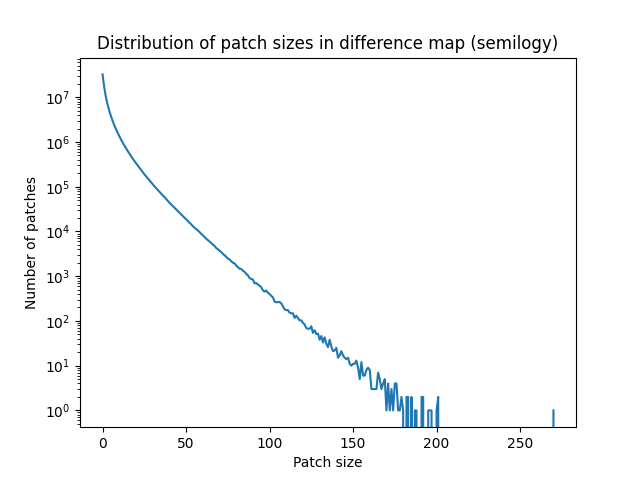 Distribution of patch sizes in difference map (semilogy)
Number of patches
10^7
10^6
10^5
10^4
10^3
10^2
10^1
10^0
0 50 100 150 200 250
Patch size